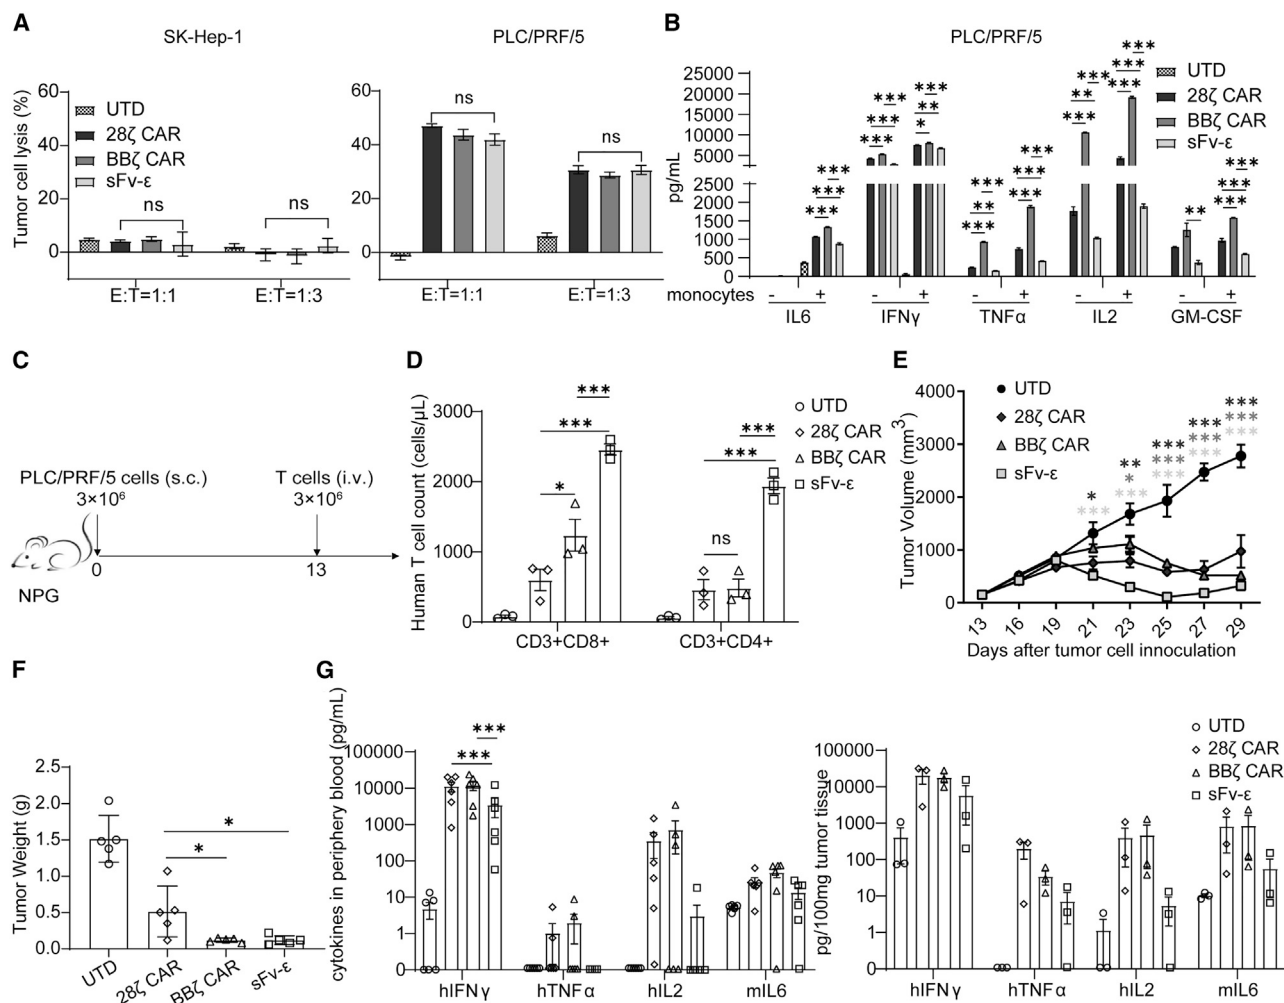 A
SK-Hep-1
PLC/PRF/5
Tumor cell lysis (%)
60
40
20
0
UTD
28ζ CAR
BBζ CAR
sFv-ε
ns
ns
E:T=1:1
E:T=1:3
60
40
20
0
ns
ns
E:T=1:1
E:T=1:3
B
PLC/PRF/5
pg/mL
25000
20000
15000
10000
5000
2500
2000
1500
1000
500
0
*** *** ***
*** *** ***
* ** ***
*** ** ***
*** *** ***
*** ** ***
*** *** ***
**
*** *** ***
UTD
28ζ CAR
BBζ CAR
sFv-ε
monocytes
- +
- +
- +
- +
- +
IL6
IFNγ
TNFα
IL2
GM-CSF
C
PLC/PRF/5 cells (s.c.)
3×10⁶
T cells (i.v.)
3×10⁶
0
13
NPG
D
Human T cell count (cells/μL)
3000
2000
1000
0
***
***
*
***
***
ns
UTD
28ζ CAR
BBζ CAR
sFv-ε
CD3+CD8+
CD3+CD4+
E
Tumor Volume (mm³)
4000
3000
2000
1000
0
UTD
28ζ CAR
BBζ CAR
sFv-ε
*
***
**
*
***
***
***
***
***
***
***
***
***
***
13
16
19
21
23
25
27
29
Days after tumor cell innoculation
F
Tumor Weight (g)
2.5
2.0
1.5
1.0
0.5
0.0
*
*
UTD
28ζ CAR
BBζ CAR
sFv-ε
G
cytokines in periphery blood (pg/mL)
100000
10000
1000
100
10
1
0
***
***
hIFNγ
hTNFα
hIL2
mIL6
pg/100mg tumor tissue
100000
10000
1000
100
10
1
0
UTD
28ζ CAR
BBζ CAR
sFv-ε
hIFNγ
hTNFα
hIL2
mIL6